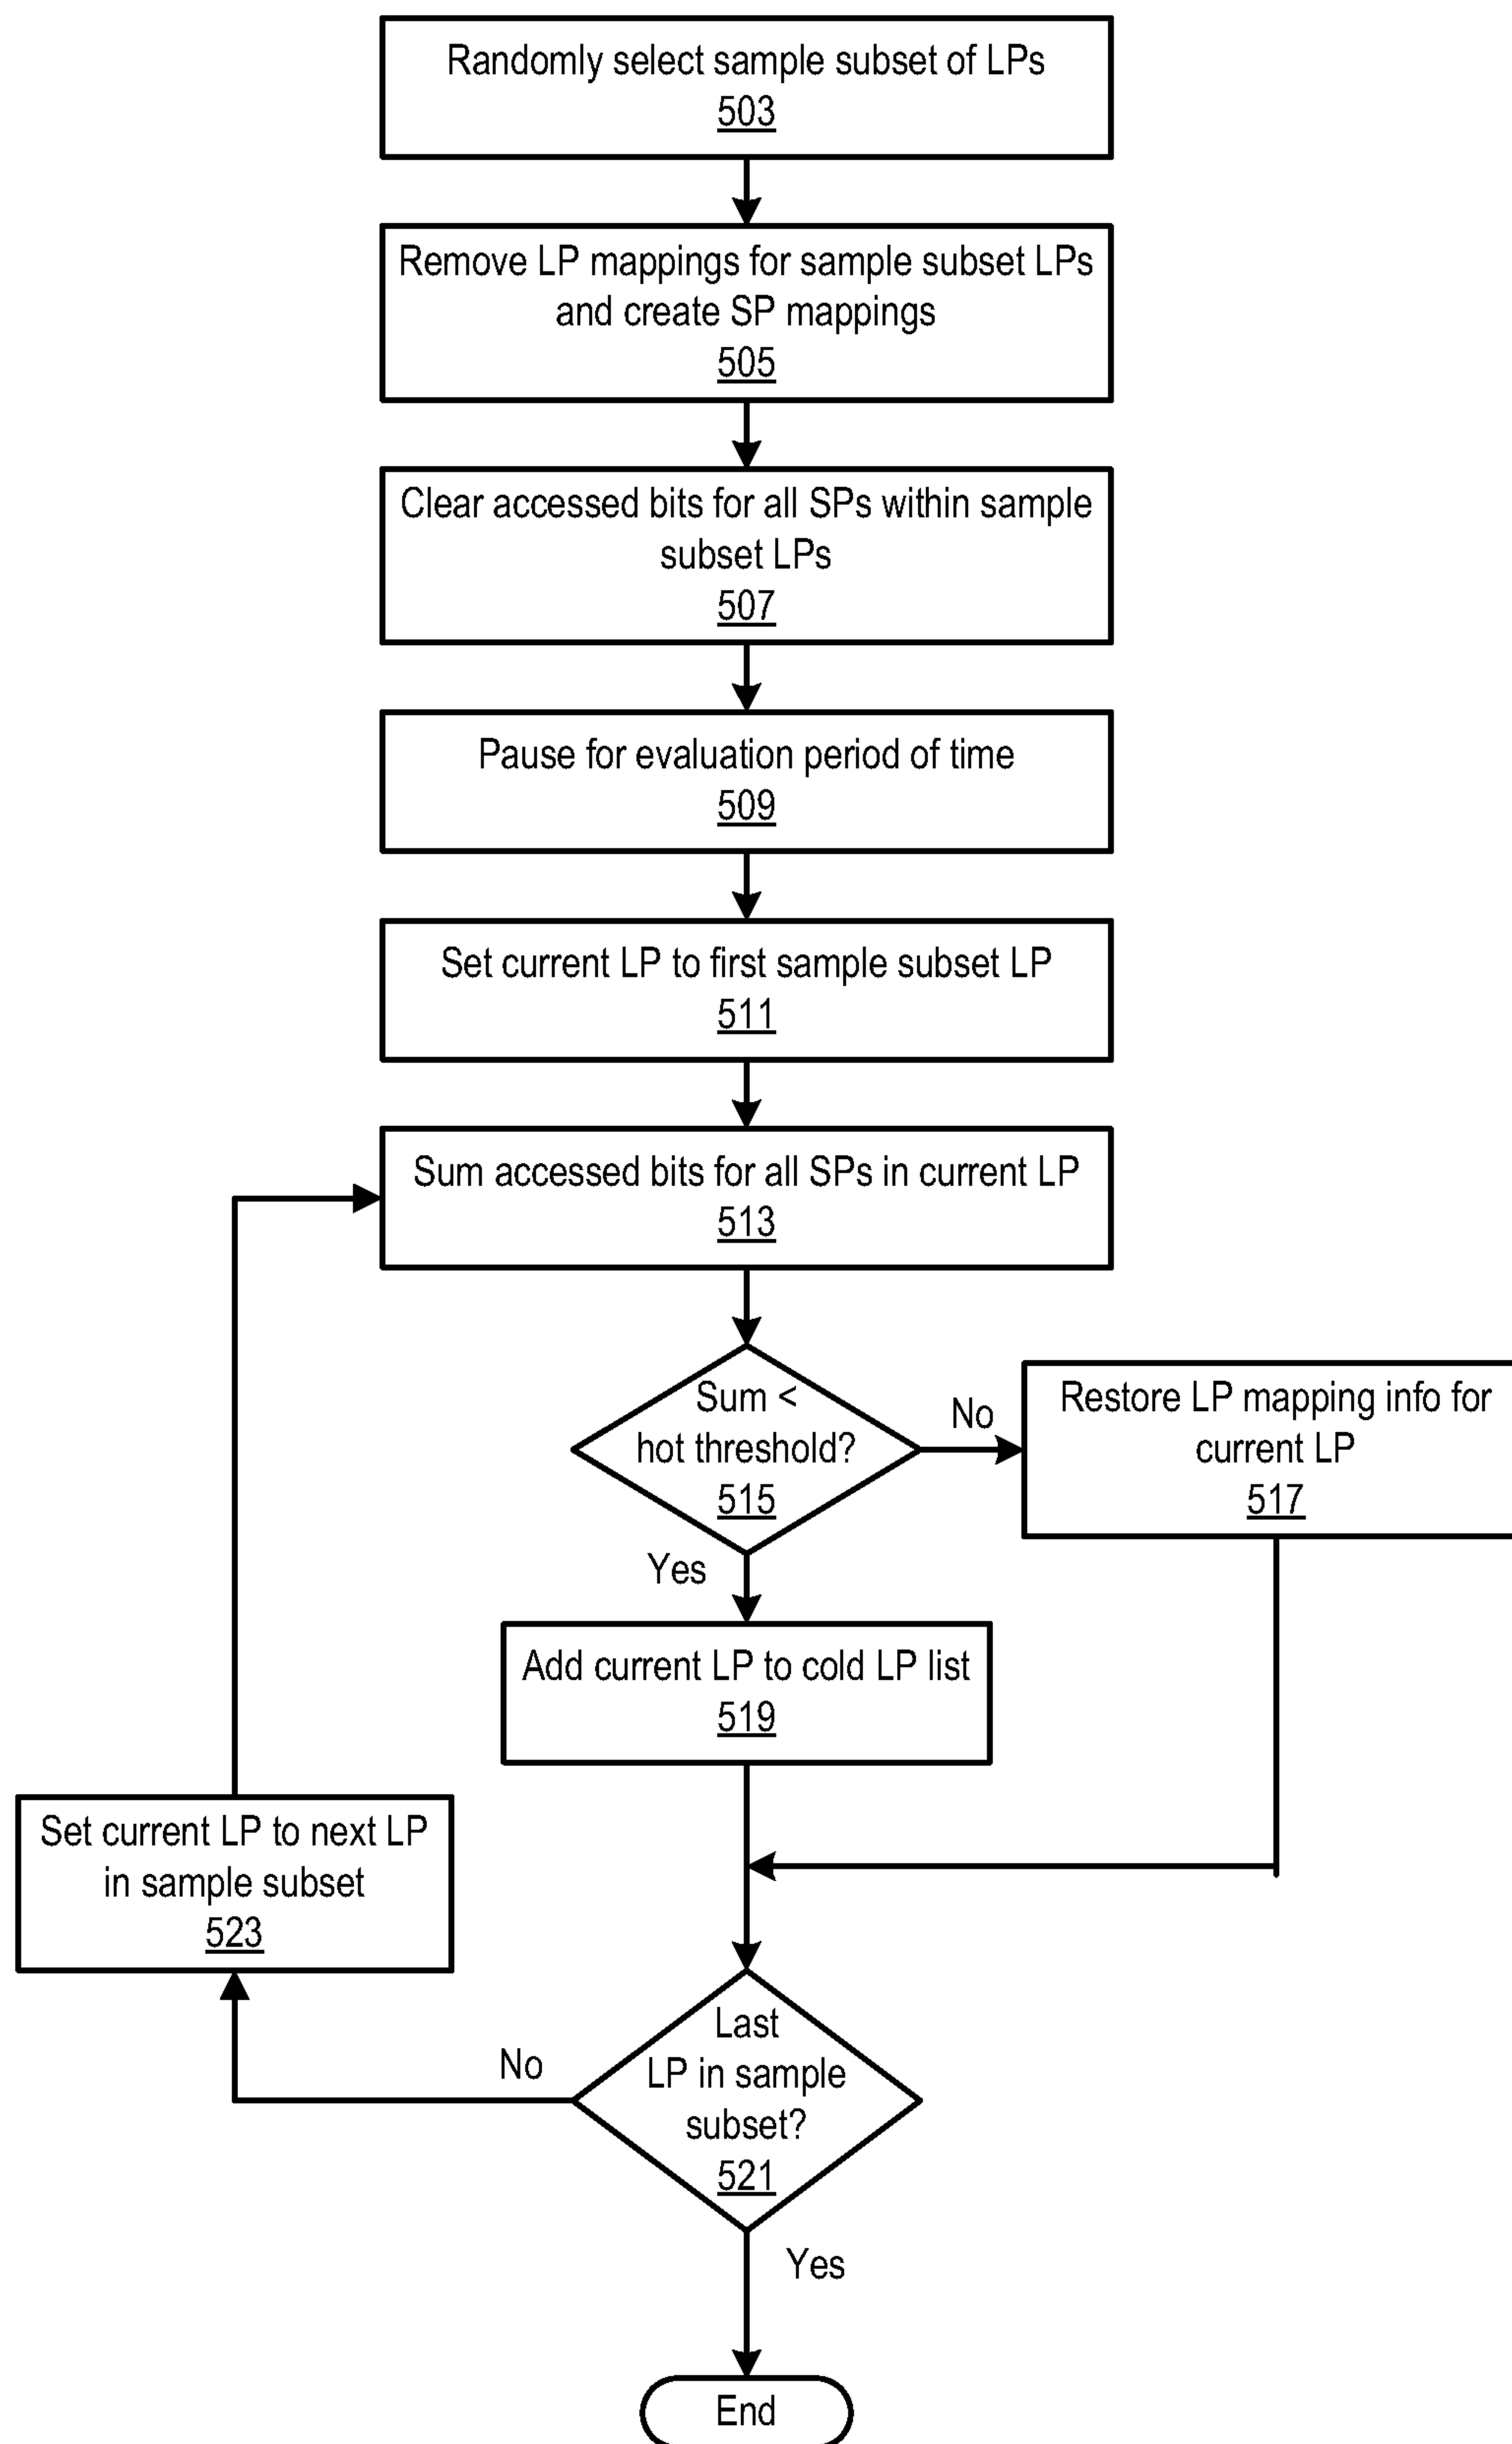 Randomly select sample subset of LPs
503
Remove LP mappings for sample subset LPs
and create SP mappings
505
Clear accessed bits for all SPs within sample
subset LPs
507
Pause for evaluation period of time
509
Set current LP to first sample subset LP
511
Sum accessed bits for all SPs in current LP
513
Sum <
hot threshold?
515
No
Restore LP mapping info for
current LP
517
Yes
Add current LP to cold LP list
519
Set current LP to next LP
in sample subset
523
Last
LP in sample
subset?
521
No
Yes
End